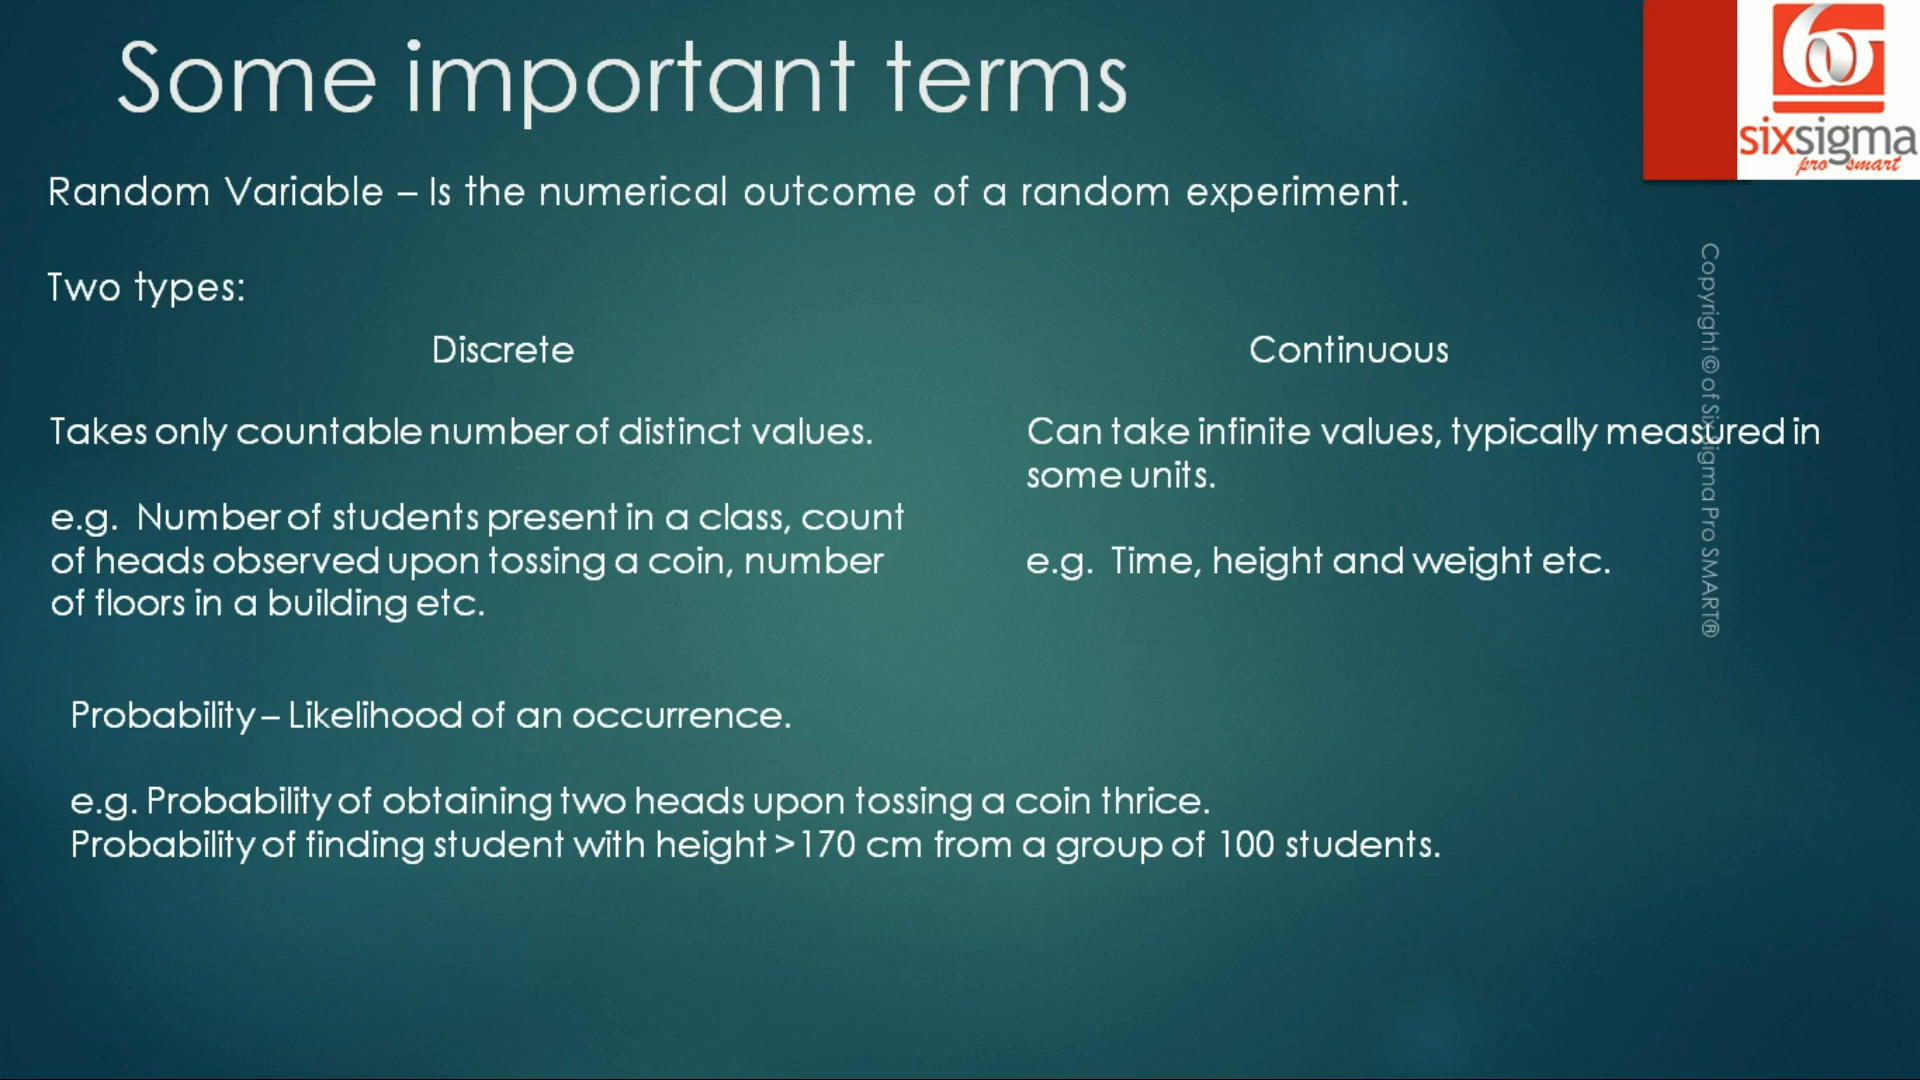 Some important terms
sixsigma
pro smart
Random Variable – Is the numerical outcome of a random experiment.
Two types:
Discrete
Takes only countable number of distinct values.
e.g. Number of students present in a class, count
of heads observed upon tossing a coin, number
of floors in a building etc.
Continuous
Can take infinite values, typically measured in
some units.
e.g. Time, height and weight etc.
Probability – Likelihood of an occurrence.
e.g. Probability of obtaining two heads upon tossing a coin thrice.
Probability of finding student with height >170 cm from a group of 100 students.
Copyright© of Six Sigma Pro SMART®